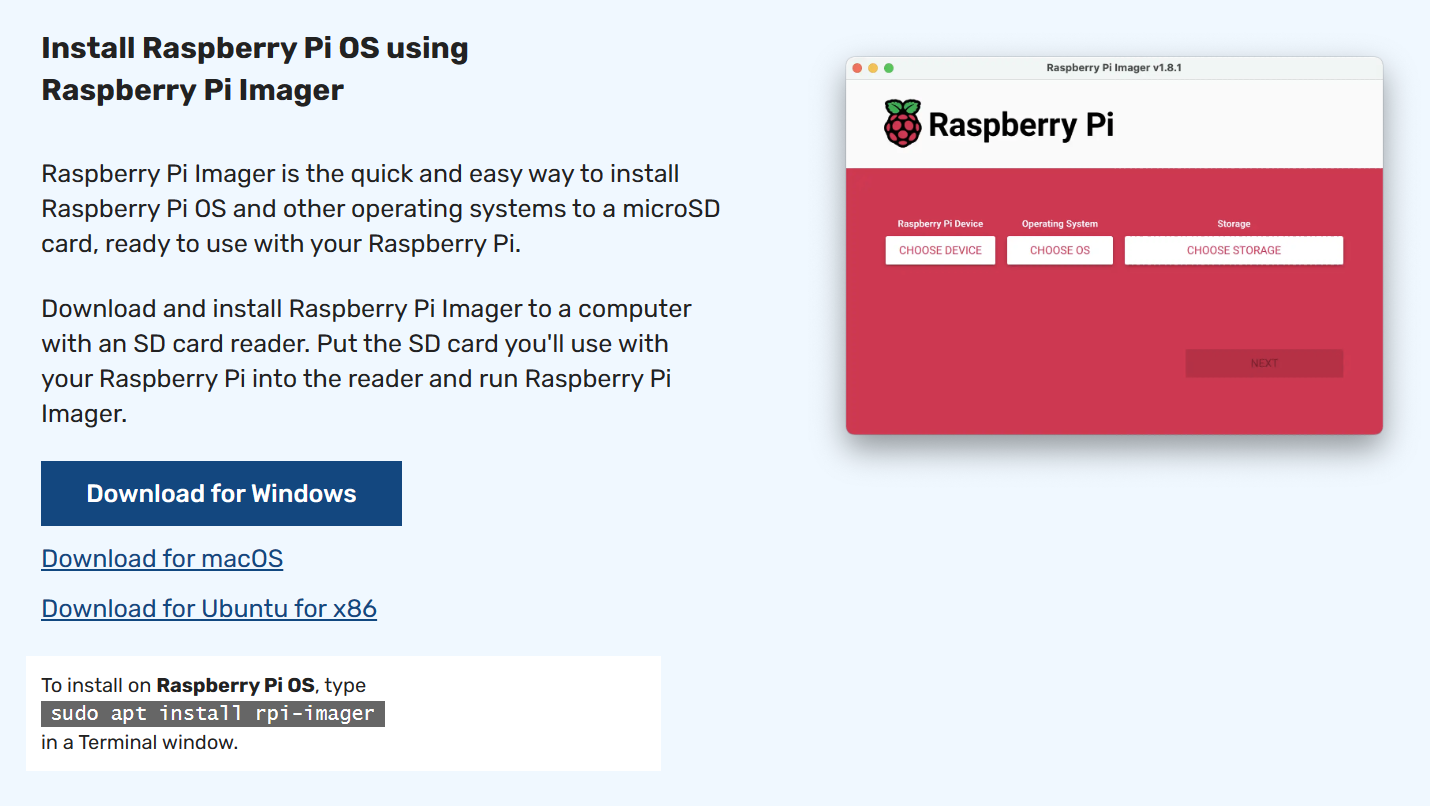 Install Raspberry Pi OS using
Raspberry Pi Imager
Raspberry Pi Imager is the quick and easy way to install
Raspberry Pi OS and other operating systems to a microSD
card, ready to use with your Raspberry Pi.
Download and install Raspberry Pi Imager to a computer
with an SD card reader. Put the SD card you'll use with
your Raspberry Pi into the reader and run Raspberry Pi
Imager.
Download for Windows
Download for macOS
Download for Ubuntu for x86
To install on Raspberry Pi OS, type
sudo apt install rpi-imager
in a Terminal window.
Raspberry Pi Imager v1.8.1
Raspberry Pi
Raspberry Pi Device Operating System Storage
CHOOSE DEVICE CHOOSE OS CHOOSE STORAGE
NEXT